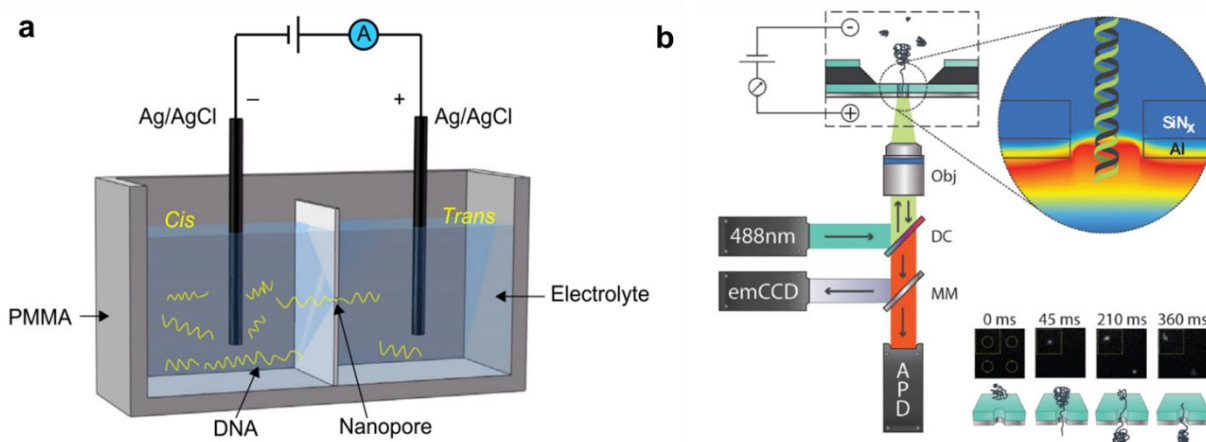 a
A
−
+
Ag/AgCl
Ag/AgCl
Cis
Trans
PMMA
Electrolyte
DNA
Nanopore
b
−
+
SiNx
Al
Obj
488nm
DC
emCCD
MM
APD
0 ms
45 ms
210 ms
360 ms